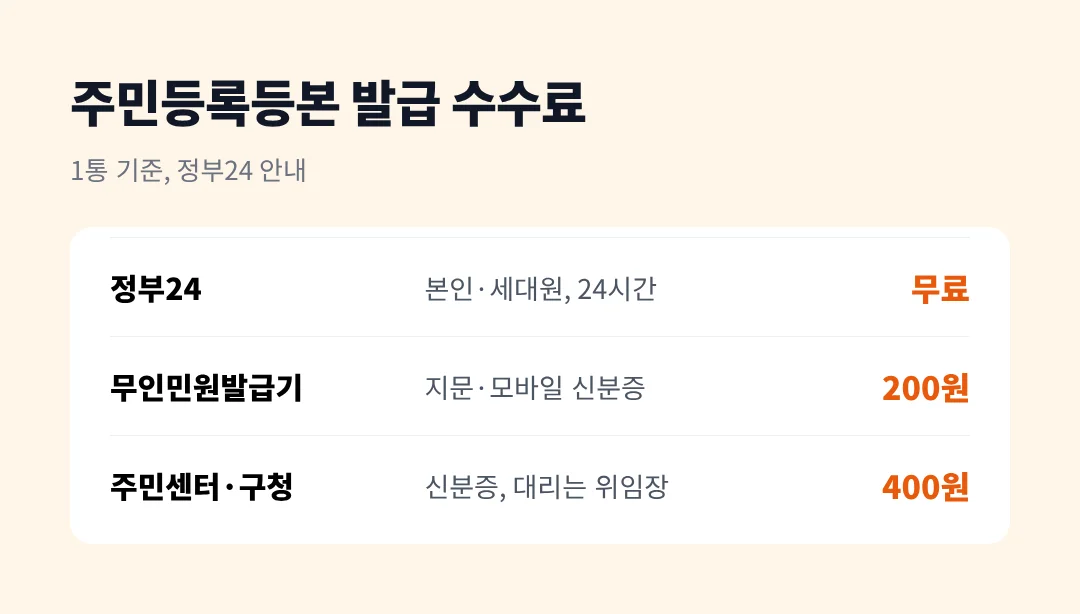 주민등록등본 발급 수수료
1통 기준, 정부24 안내
정부24 본인·세대원, 24시간 무료
무인민원발급기 지문·모바일 신분증 200원
주민센터·구청 신분증, 대리는 위임장 400원